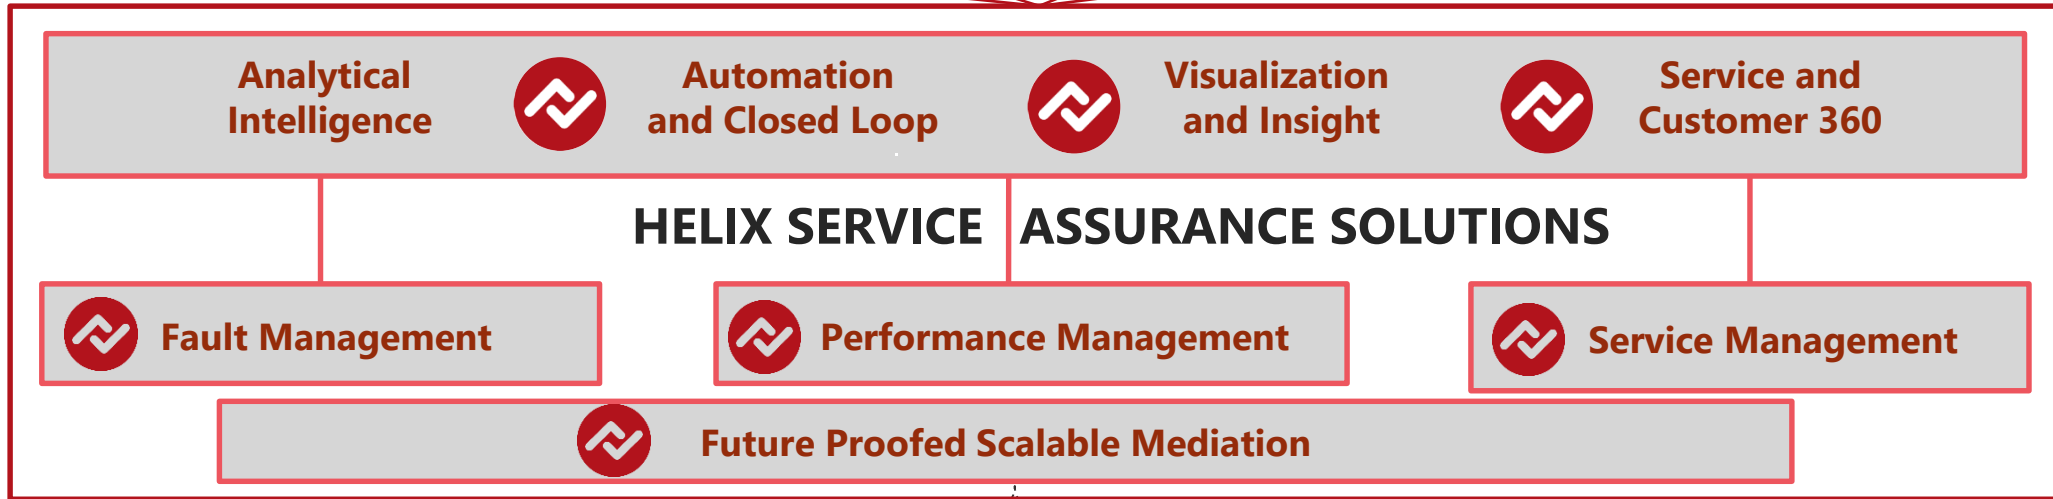 Analytical
Intelligence
Automation
and Closed Loop
Visualization
and Insight
Service and
Customer 360
HELIX SERVICE ASSURANCE SOLUTIONS
Fault Management
Performance Management
Service Management
Future Proofed Scalable Mediation